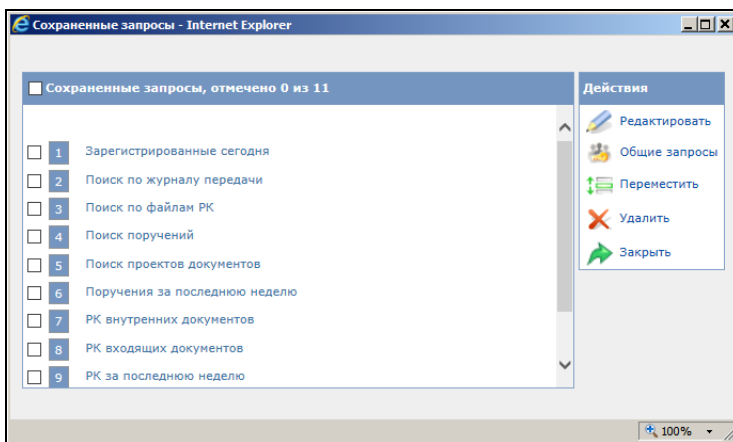 Сохраненные запросы - Internet Explorer
Сохраненные запросы, отмечено 0 из 11
1 Зарегистрированные сегодня
2 Поиск по журналу передачи
3 Поиск по файлам РК
4 Поиск поручений
5 Поиск проектов документов
6 Поручения за последнюю неделю
7 РК внутренних документов
8 РК входящих документов
9 РК за последнюю неделю
Действия
Редактировать
Общие запросы
Переместить
Удалить
Закрыть
100%